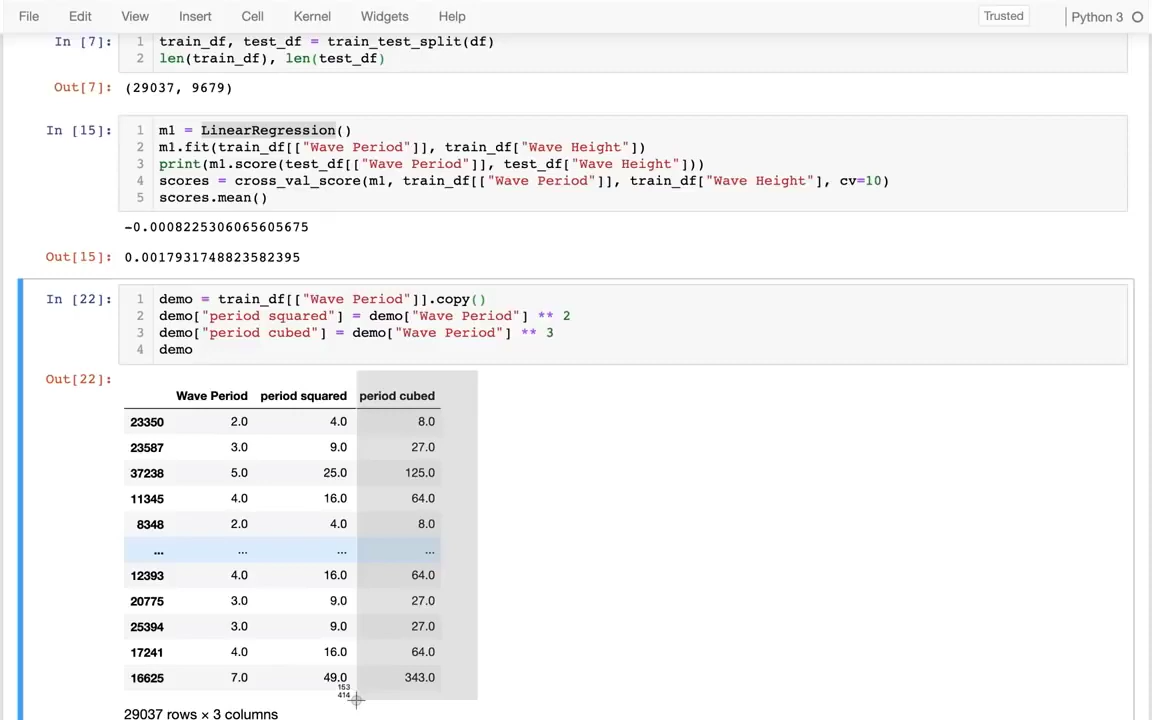 File Edit View Insert Cell Kernel Widgets Help Trusted Python 3
In [7]: 1 train_df, test_df = train_test_split(df)
2 len(train_df), len(test_df)
Out[7]: (29037, 9679)
In [15]: 1 m1 = LinearRegression()
2 m1.fit(train_df[["Wave Period"]], train_df["Wave Height"])
3 print(m1.score(test_df[["Wave Period"]], test_df["Wave Height"]))
4 scores = cross_val_score(m1, train_df[["Wave Period"]], train_df["Wave Height"], cv=10)
5 scores.mean()
-0.0008225306065605675
Out[15]: 0.0017931748823582395
In [22]: 1 demo = train_df[["Wave Period"]].copy()
2 demo["period squared"] = demo["Wave Period"] ** 2
3 demo["period cubed"] = demo["Wave Period"] ** 3
4 demo
Out[22]:
Wave Period period squared period cubed
23350 2.0 4.0 8.0
23587 3.0 9.0 27.0
37238 5.0 25.0 125.0
11345 4.0 16.0 64.0
8348 2.0 4.0 8.0
... ... ... ...
12393 4.0 16.0 64.0
20775 3.0 9.0 27.0
25394 3.0 9.0 27.0
17241 4.0 16.0 64.0
16625 7.0 49.0 343.0
153
414
29037 rows × 3 columns